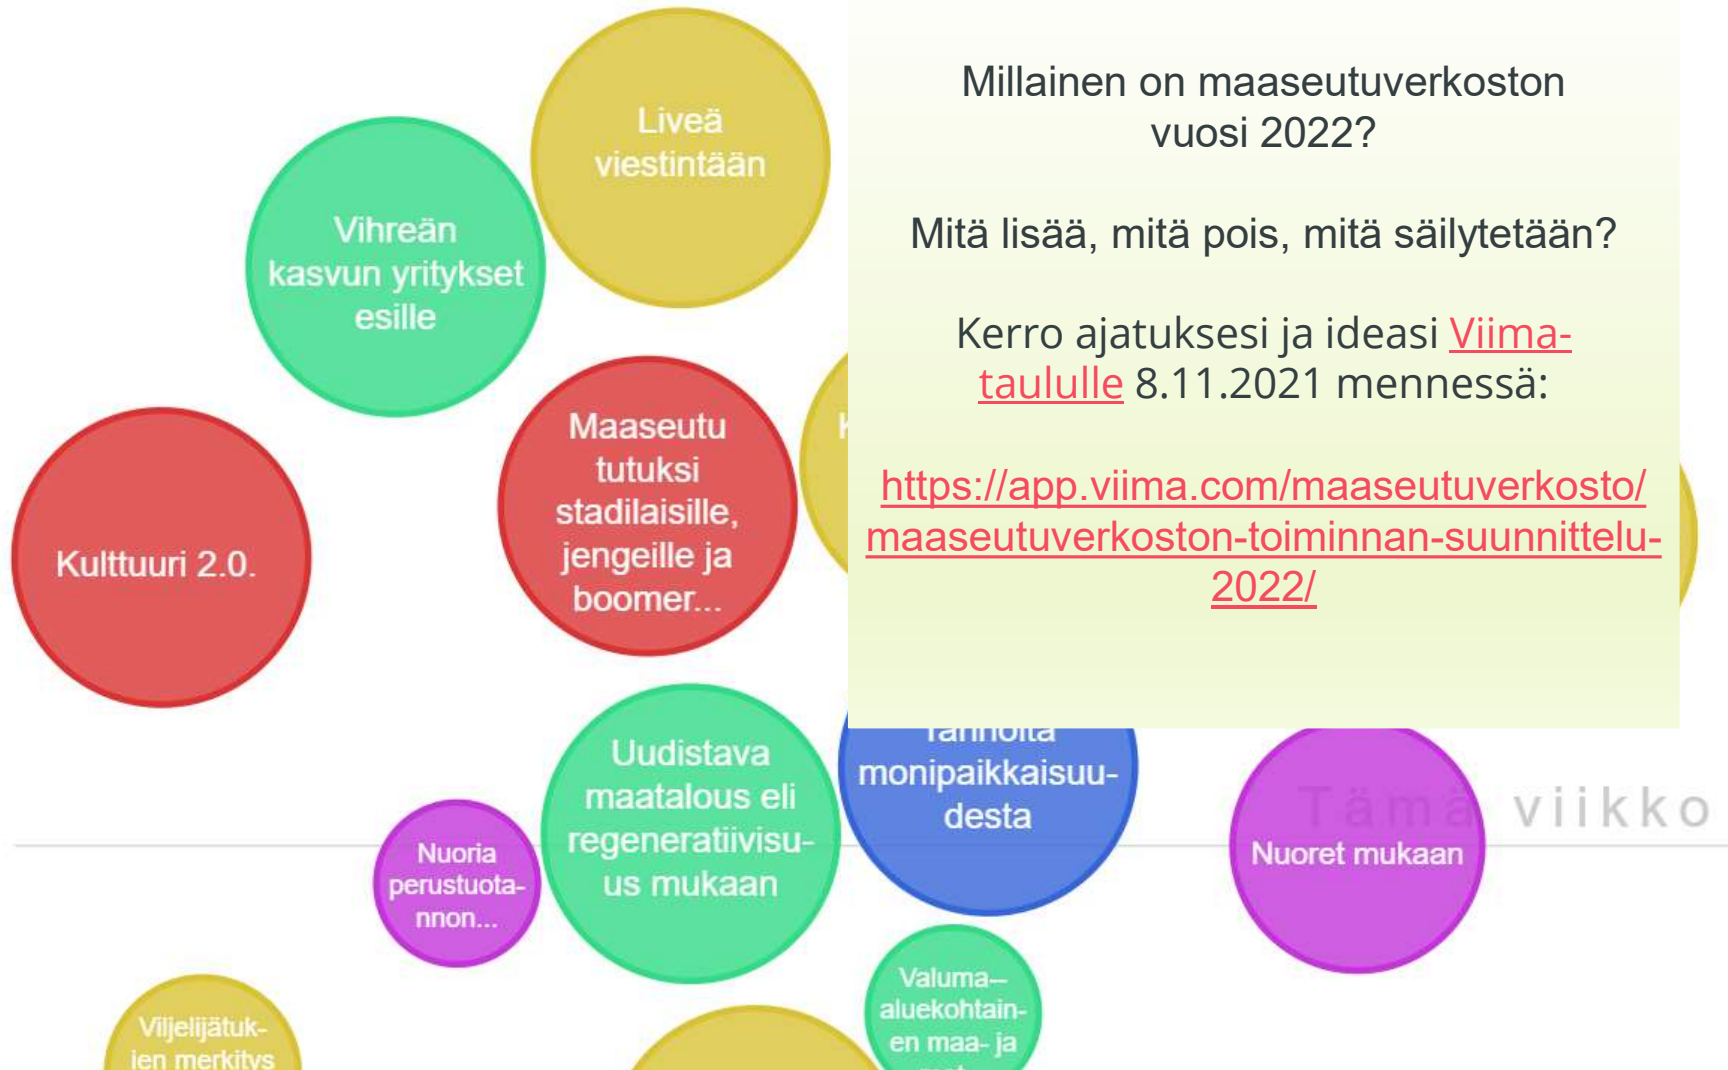 Liveä
viestintään
Vihreän
kasvun yritykset
esille
Maaseutu
tutuksi
stadilaisille,
jengeille ja
boomer...
Kulttuuri 2.0.
Millainen on maaseutuverkoston
vuosi 2022?
Mitä lisää, mitä pois, mitä säilytetään?
Kerro ajatuksesi ja ideasi Viima-
taululle 8.11.2021 mennessä:
https://app.viima.com/maaseutuverkosto/
maaseutuverkoston-toiminnan-suunnittelu-
2022/
Uudistava
maatalous eli
regeneratiivisu-
us mukaan
monipaikkaisuu-
desta
Tämä viikko
Nuoret mukaan
Nuoria
perustuota-
nnon...
Valuma–
aluekohtain-
en maa- ja
Viljelijätuk-
ien merkitys